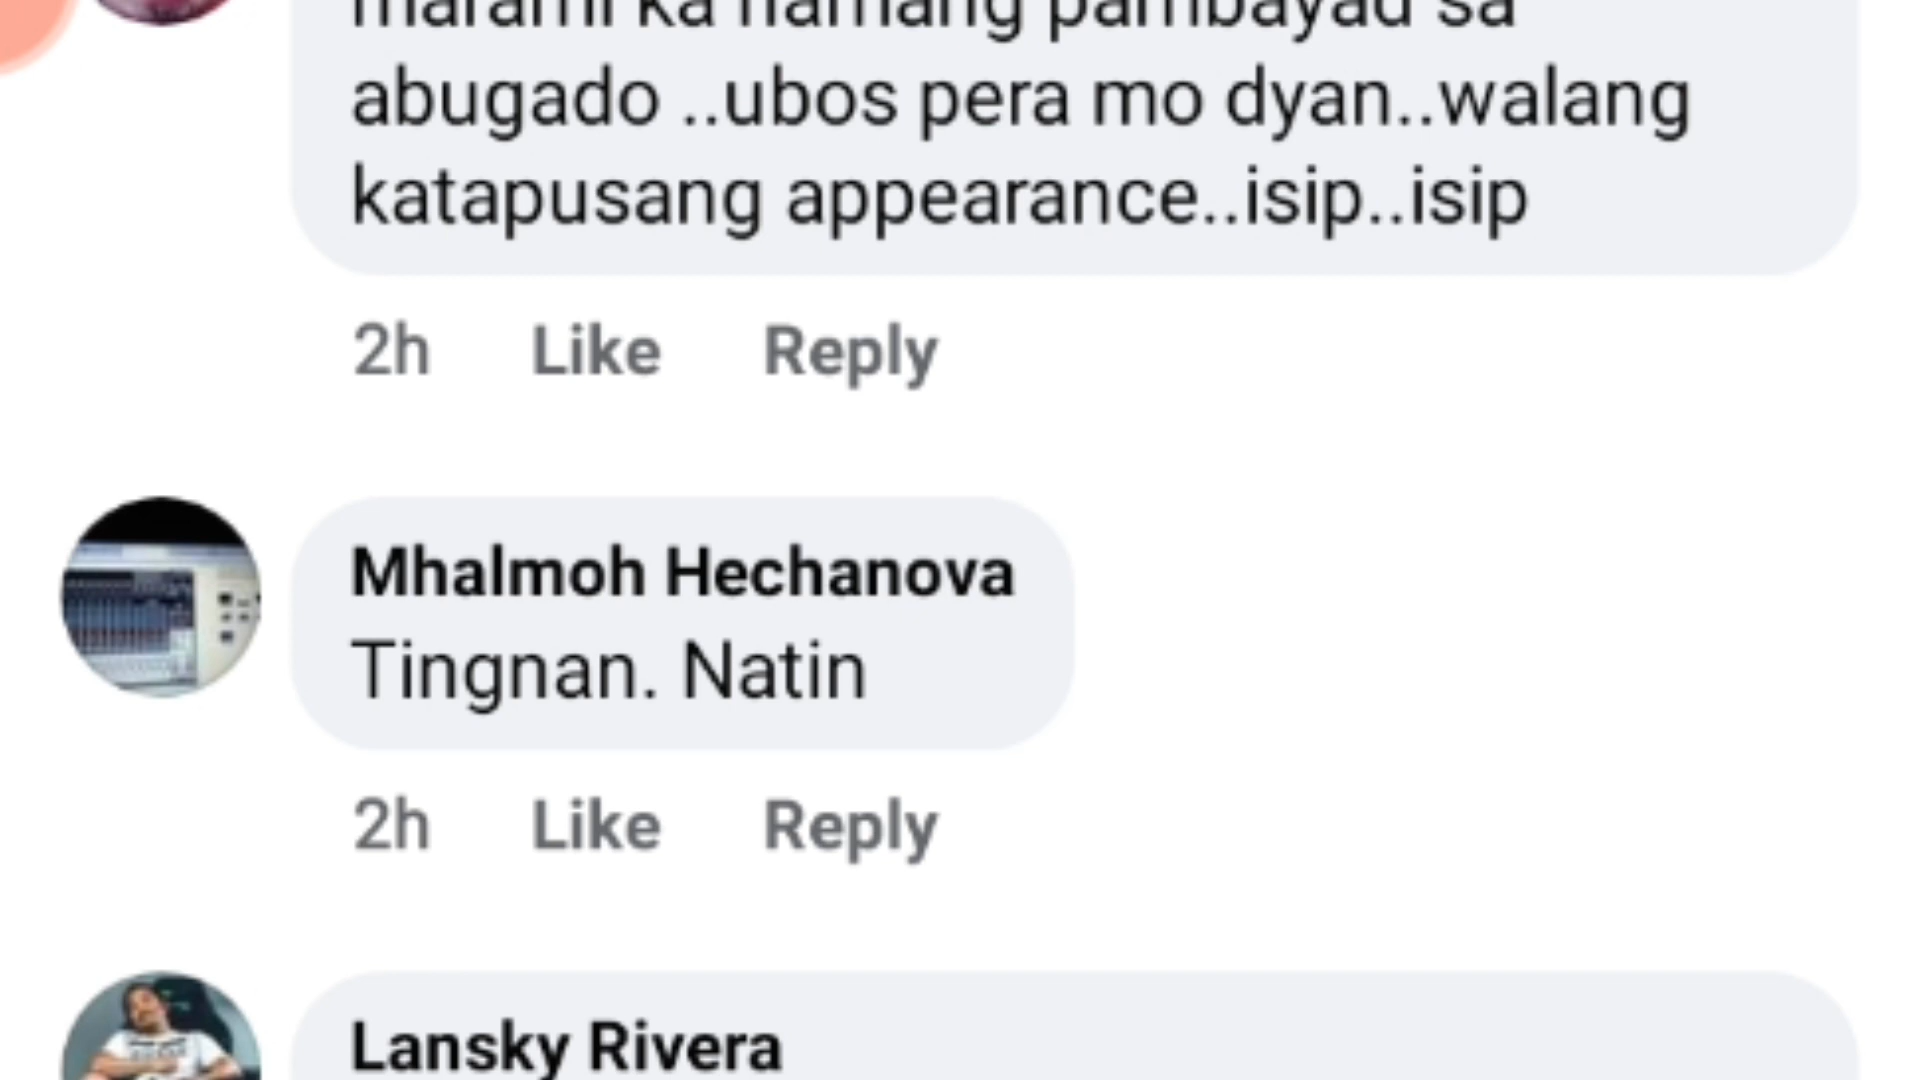 marami ka namang pambayad sa
abugado ..ubos pera mo dyan..walang
katapusang appearance..isip..isip
2h Like Reply
Mhalmoh Hechanova
Tingnan. Natin
2h Like Reply
Lansky Rivera